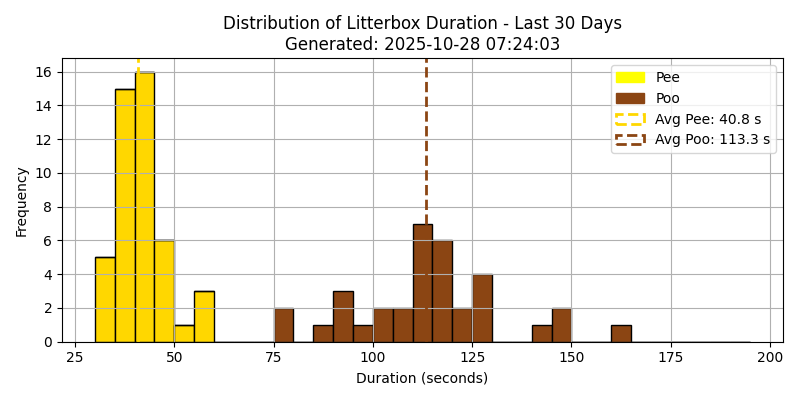 Distribution of Litterbox Duration - Last 30 Days
Generated: 2025-10-28 07:24:03
Pee
Poo
Avg Pee: 40.8 s
Avg Poo: 113.3 s
Frequency
16
14
12
10
8
6
4
2
0
25
50
75
100
125
150
175
200
Duration (seconds)